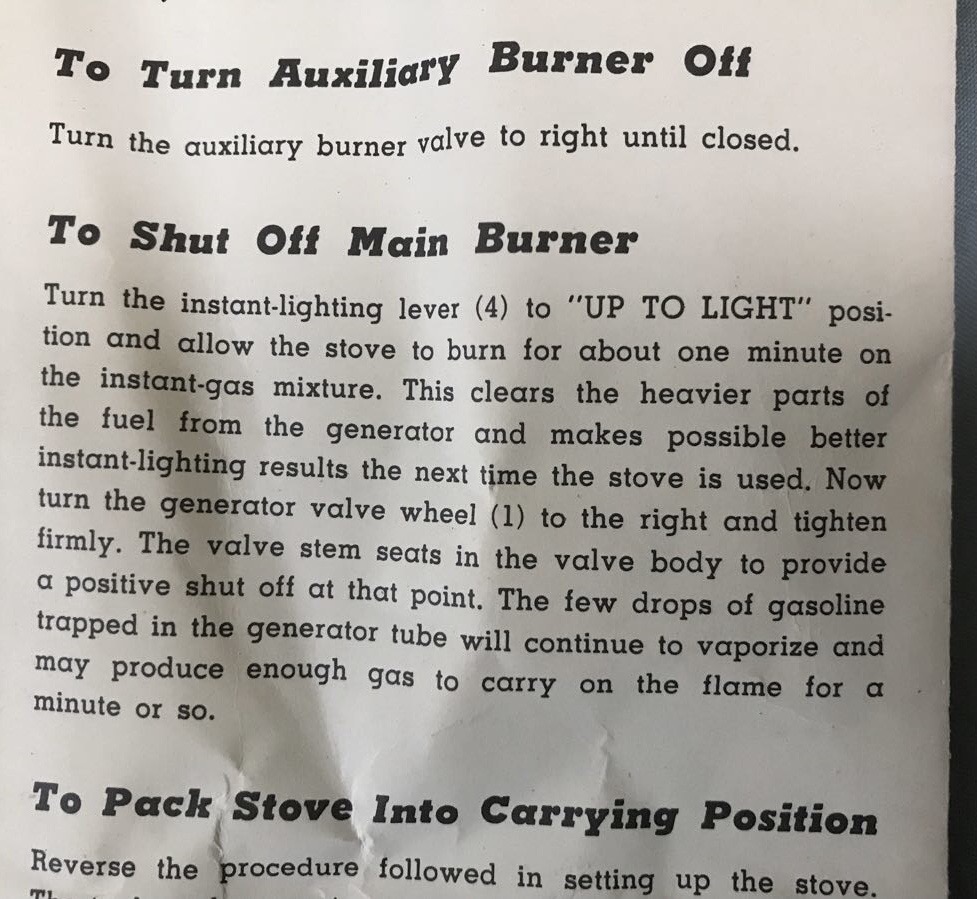 To Turn Auxiliary Burner Off
Turn the auxiliary burner valve to right until closed.
To Shut Off Main Burner
Turn the instant-lighting lever (4) to "UP TO LIGHT" posi-
tion and allow the stove to burn for about one minute on
the instant-gas mixture. This clears the heavier parts of
the fuel from the generator and makes possible better
instant-lighting results the next time the stove is used. Now
turn the generator valve wheel (1) to the right and tighten
firmly. The valve stem seats in the valve body to provide
a positive shut off at that point. The few drops of gasoline
trapped in the generator tube will continue to vaporize and
may produce enough gas to carry on the flame for a
minute or so.
To Pack Stove Into Carrying Position
Reverse the procedure followed in setting up the stove.